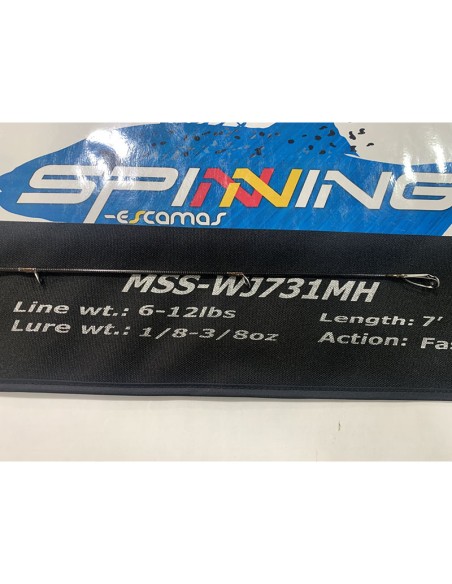 SPINNING
-escamas
MSS-WJ731MH
Line wt.: 6-12lbs
Length: 7'
Lure wt.: 1/8-3/8oz
Action: Fas